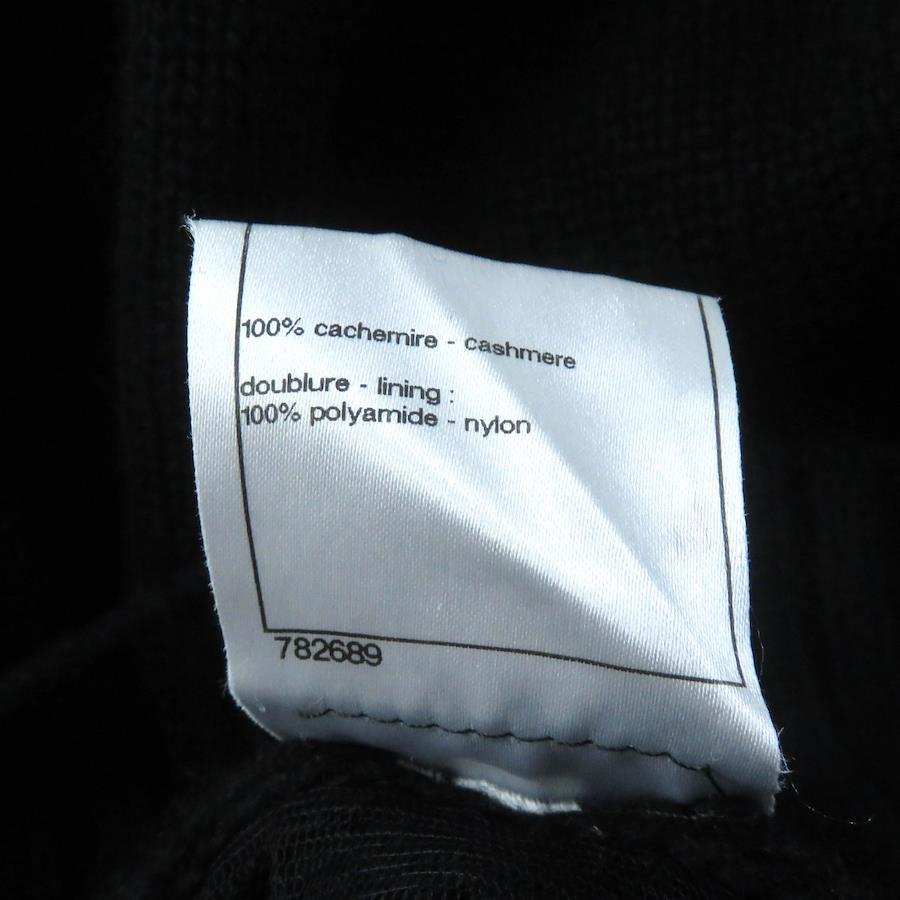 100% cachemire - cashmere
doublure - lining :
100% polyamide - nylon
782689